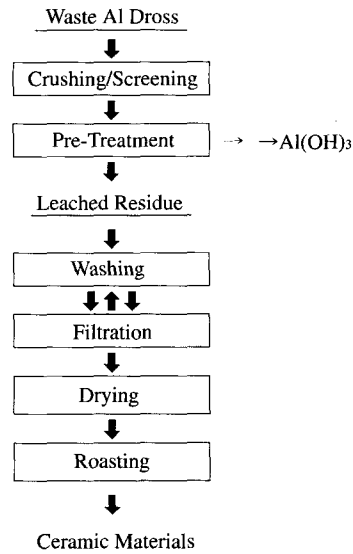 Waste Al Dross
Crushing/Screening
Pre-Treatment → →Al(OH)₃
Leached Residue
Washing
Filtration
Drying
Roasting
Ceramic Materials